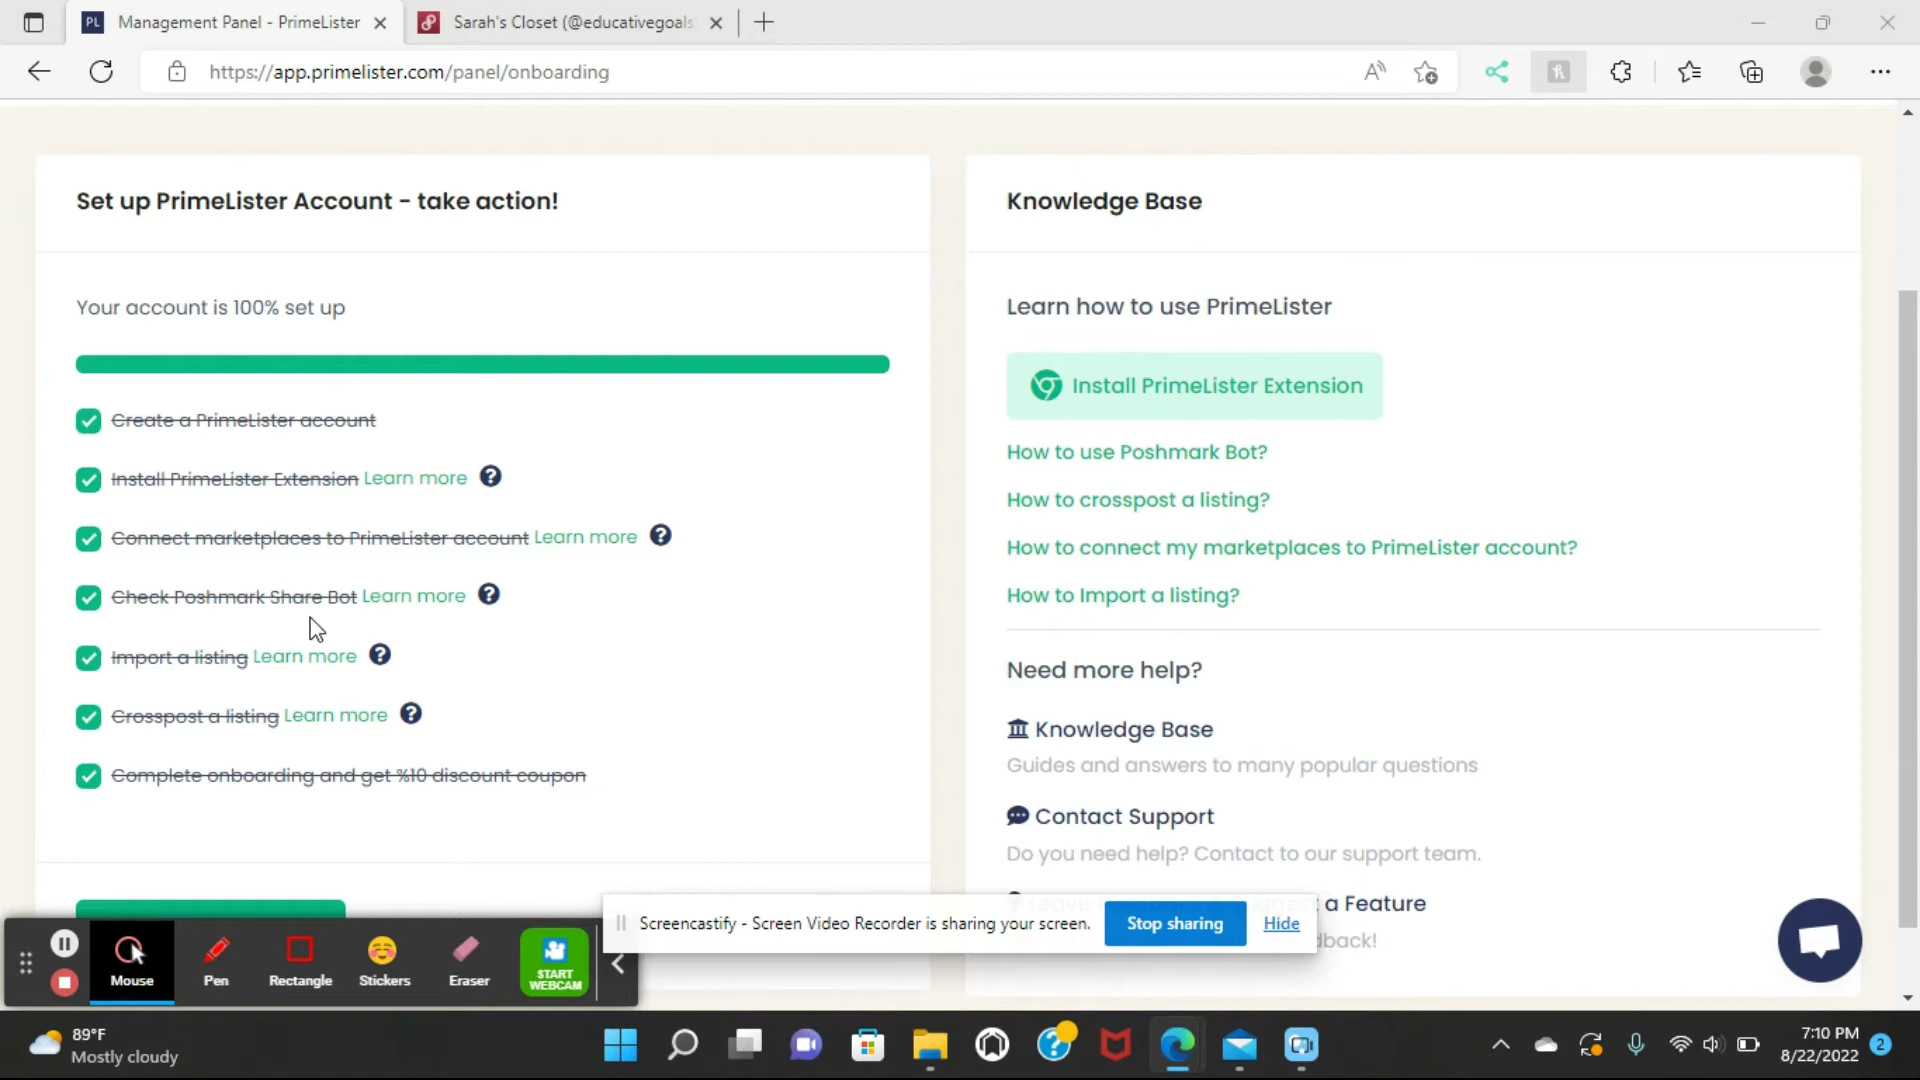 PL Management Panel - PrimeLister
Sarah's Closet (@educativegoals
https://app.primelister.com/panel/onboarding
Set up PrimeLister Account - take action!
Your account is 100% set up
Create a PrimeLister account
Install PrimeLister Extension Learn more ?
Connect marketplaces to PrimeLister account Learn more ?
Check Poshmark Share Bot Learn more ?
Import a listing Learn more ?
Crosspost a listing Learn more ?
Complete onboarding and get %10 discount coupon
Knowledge Base
Learn how to use PrimeLister
Install PrimeLister Extension
How to use Poshmark Bot?
How to crosspost a listing?
How to connect my marketplaces to PrimeLister account?
How to Import a listing?
Need more help?
Knowledge Base
Guides and answers to many popular questions
Contact Support
Do you need help? Contact to our support team.
a Feature
dback!
Screencastify - Screen Video Recorder is sharing your screen.
Stop sharing
Hide
Mouse
Pen
Rectangle
Stickers
Eraser
START
WEBCAM
89°F
Mostly cloudy
7:10 PM
8/22/2022
2